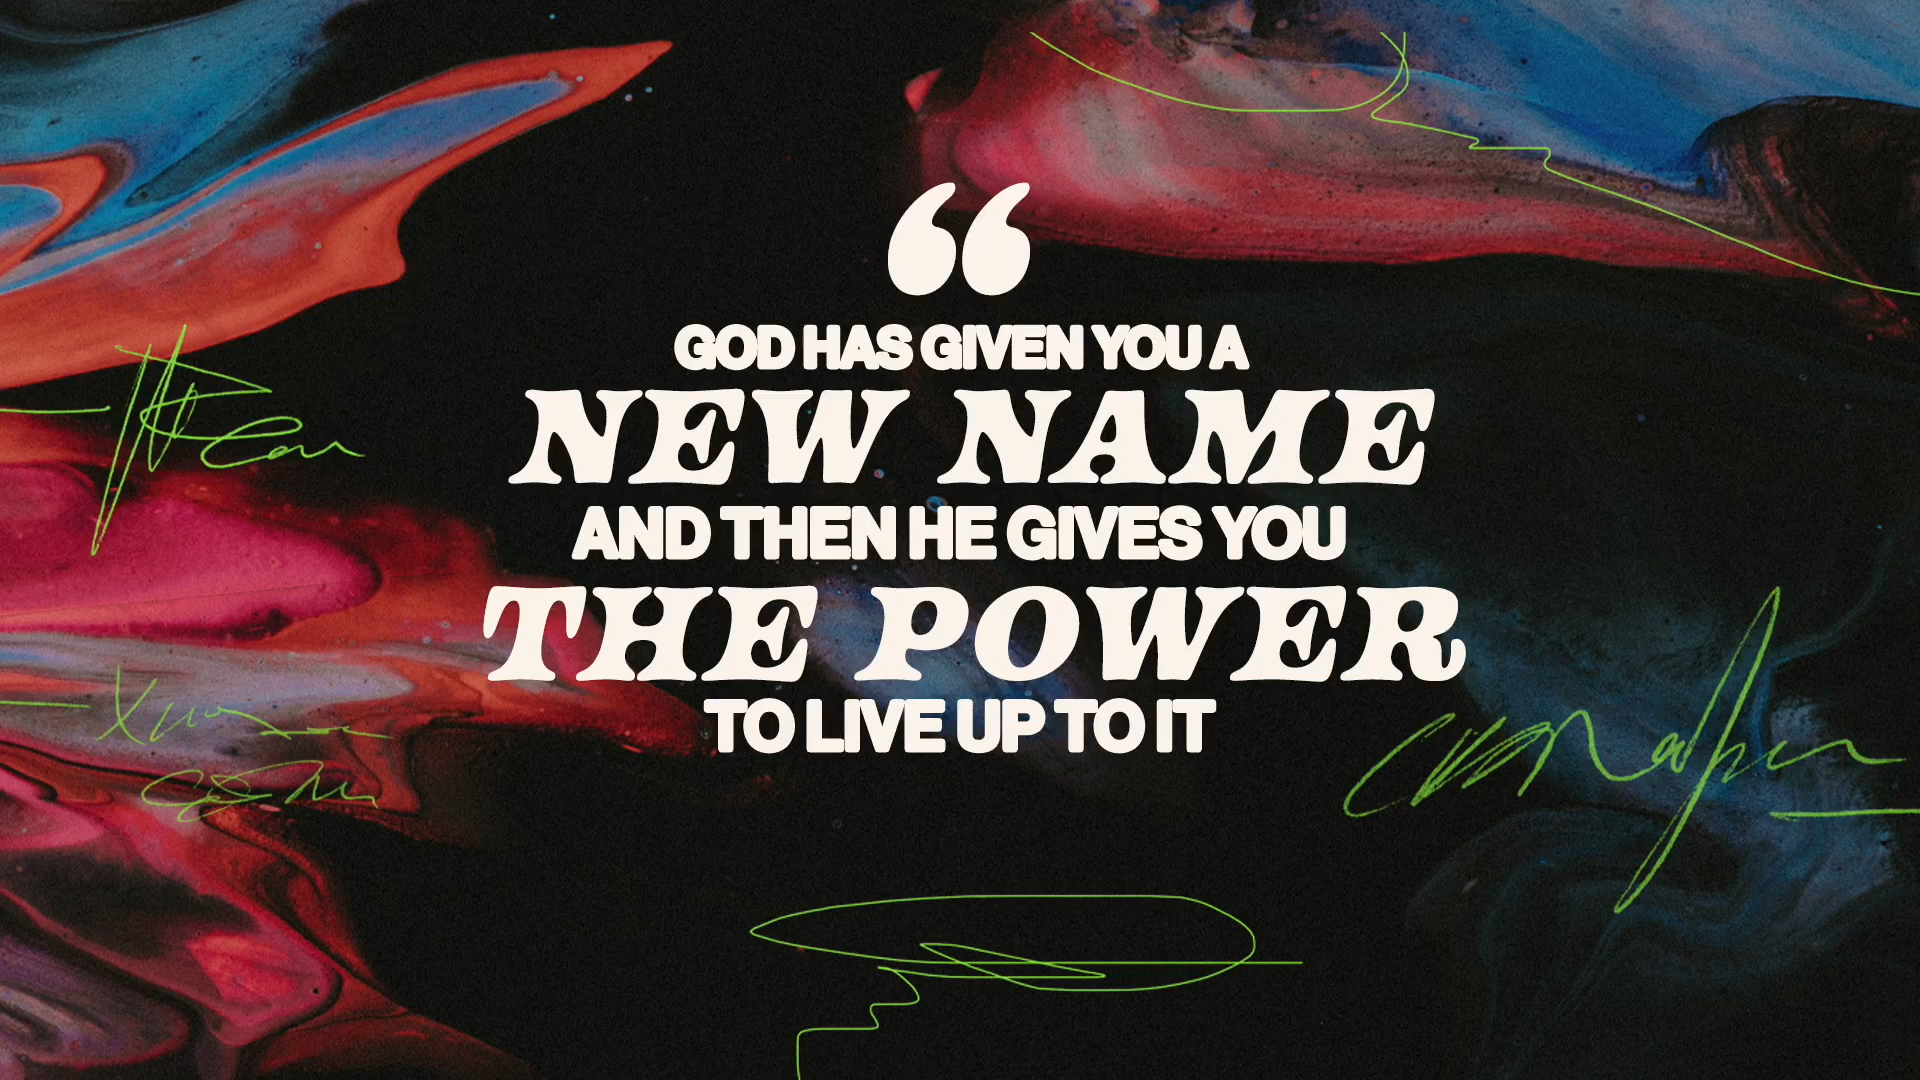 “
GOD HAS GIVEN YOU A
NEW NAME
AND THEN HE GIVES YOU
THE POWER
TO LIVE UP TO IT